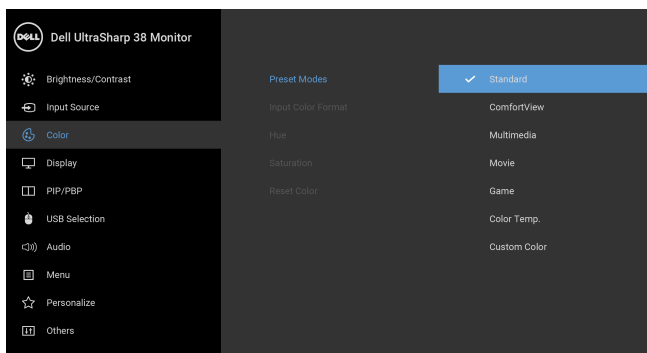 DELL Dell UltraSharp 38 Monitor
Brightness/Contrast Preset Modes Standard
Input Source Input Color Format ComfortView
Color Hue Multimedia
Display Saturation Movie
PIP/PBP Reset Color Game
USB Selection Color Temp.
Audio Custom Color
Menu
Personalize
Others